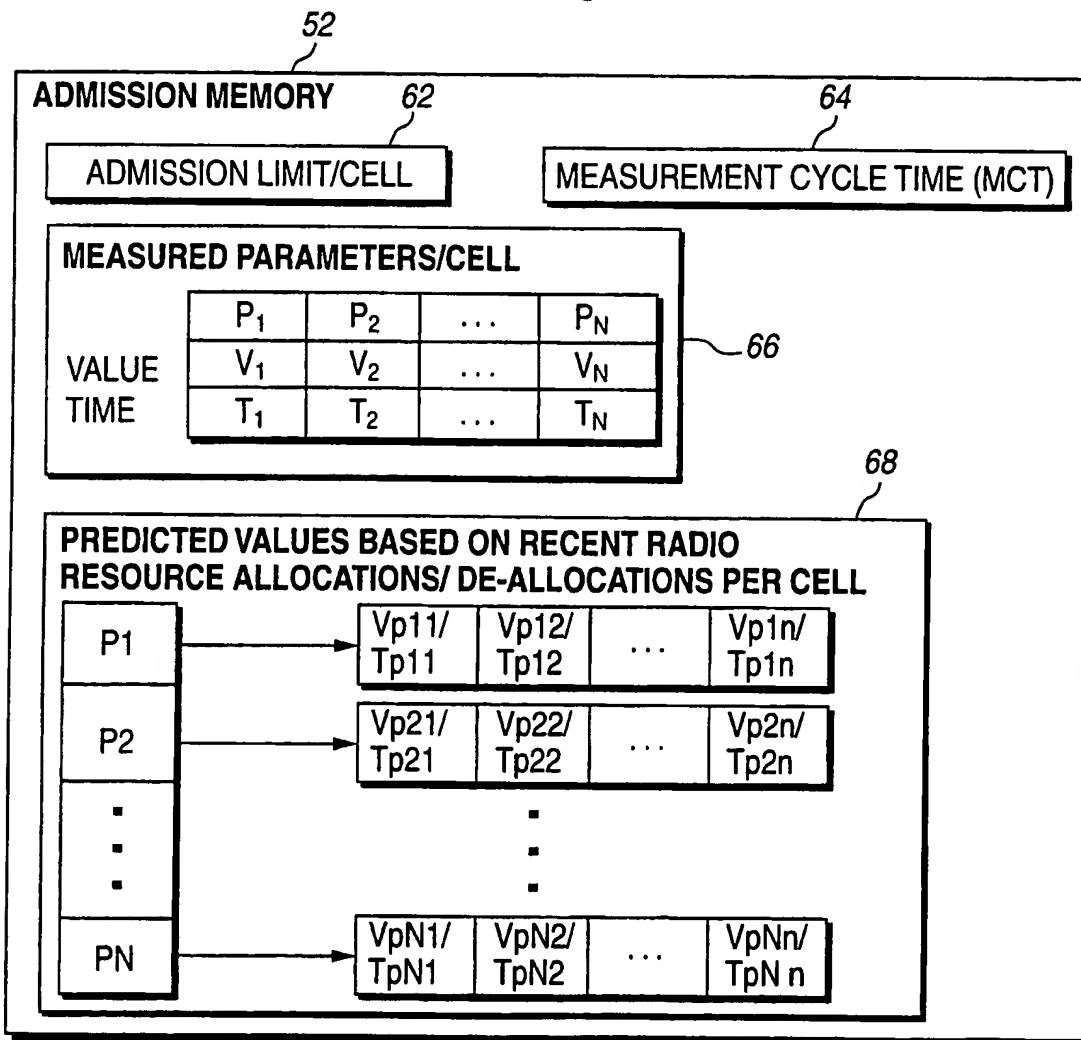 52
ADMISSION MEMORY
62
64
ADMISSION LIMIT/CELL
MEASUREMENT CYCLE TIME (MCT)
MEASURED PARAMETERS/CELL
P1 P2 ... PN
VALUE V1 V2 ... VN
TIME T1 T2 ... TN
66
68
PREDICTED VALUES BASED ON RECENT RADIO
RESOURCE ALLOCATIONS/ DE-ALLOCATIONS PER CELL
P1
Vp11/ Vp12/ ... Vp1n/
Tp11 Tp12 Tp1n
P2
Vp21/ Vp22/ ... Vp2n/
Tp21 Tp22 Tp2n
PN
VpN1/ VpN2/ ... VpNn/
TpN1 TpN2 TpN n